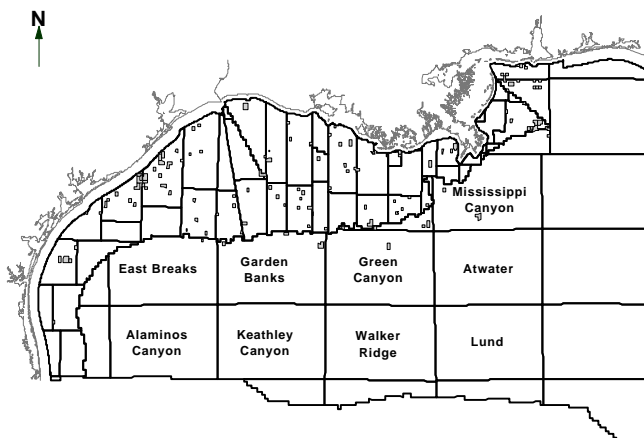 N
Mississippi
Canyon
East Breaks
Garden
Banks
Green
Canyon
Atwater
Alaminos
Canyon
Keathley
Canyon
Walker
Ridge
Lund